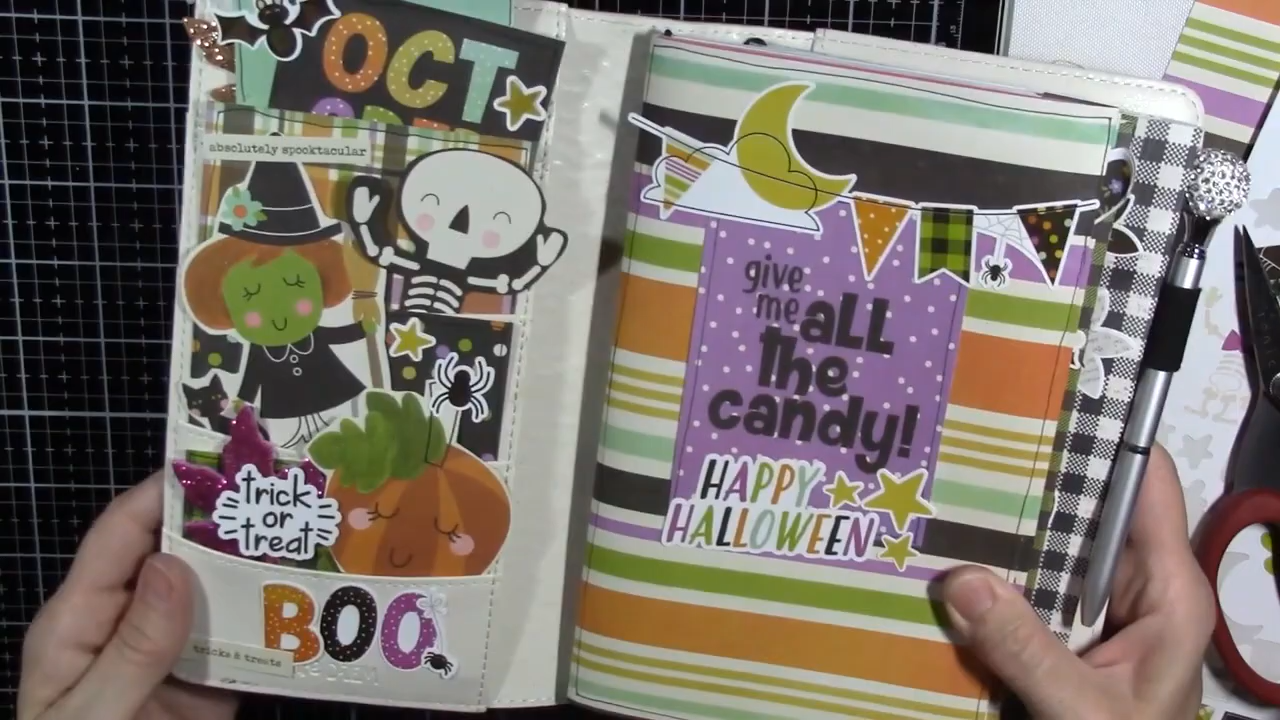 OCT
absolutely spooktacular
trick
or
treat
BOO
tricks & treats
give
me aLL
the
candy!
HAPPY
HALLOWEEN